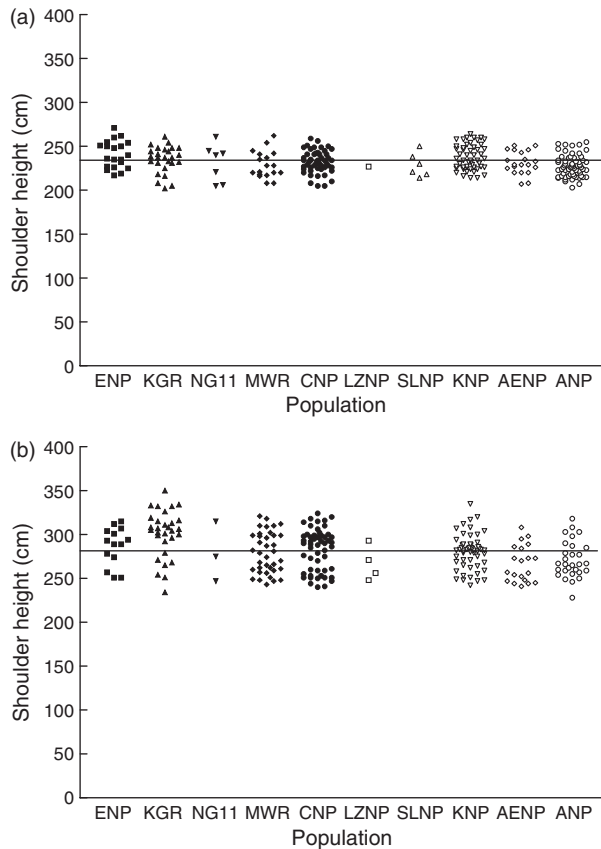 (a)
400
350
300
250
200
150
100
50
0
Shoulder height (cm)
ENP KGR NG11 MWR CNP LZNP SLNP KNP AENP ANP
Population
(b)
400
350
300
250
200
150
100
50
0
Shoulder height (cm)
ENP KGR NG11 MWR CNP LZNP SLNP KNP AENP ANP
Population